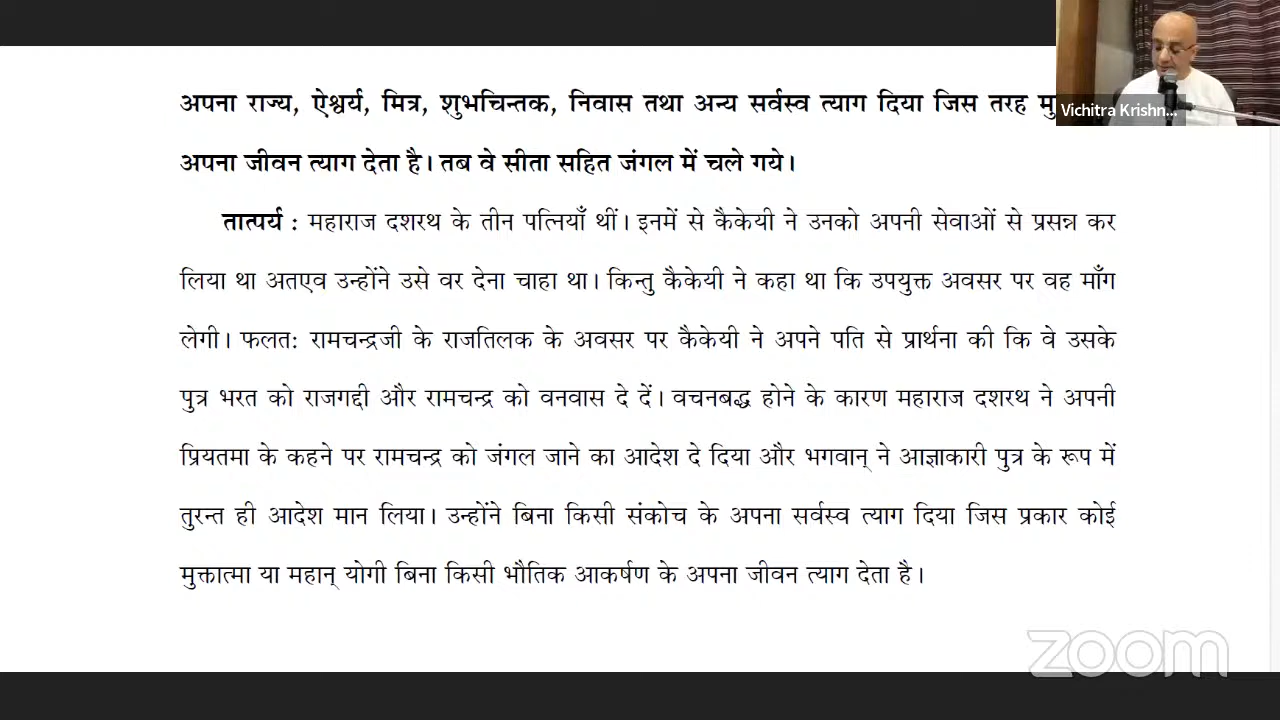 अपना राज्य, ऐश्वर्य, मित्र, शुभचिन्तक, निवास तथा अन्य सर्वस्व त्याग दिया जिस तरह
अपना जीवन त्याग देता है। तब वे सीता सहित जंगल में चले गये।
तात्पर्य : महाराज दशरथ के तीन पत्नियाँ थीं। इनमें से कैकेयी ने उनको अपनी सेवाओं से प्रसन्न कर
लिया था अतएव उन्होंने उसे वर देना चाहा था। किन्तु कैकेयी ने कहा था कि उपयुक्त अवसर पर वह माँग
लेगी। फलत: रामचन्द्रजी के राजतिलक के अवसर पर कैकेयी ने अपने पति से प्रार्थना की कि वे उसके
पुत्र भरत को राजगद्दी और रामचन्द्र को वनवास दे दें। वचनबद्ध होने के कारण महाराज दशरथ ने अपनी
प्रियतमा के कहने पर रामचन्द्र को जंगल जाने का आदेश दे दिया और भगवान् ने आज्ञाकारी पुत्र के रूप में
तुरन्त ही आदेश मान लिया। उन्होंने बिना किसी संकोच के अपना सर्वस्व त्याग दिया जिस प्रकार कोई
मुक्तात्मा या महान् योगी बिना किसी भौतिक आकर्षण के अपना जीवन त्याग देता है।
Vichitra Krishn...
zoom